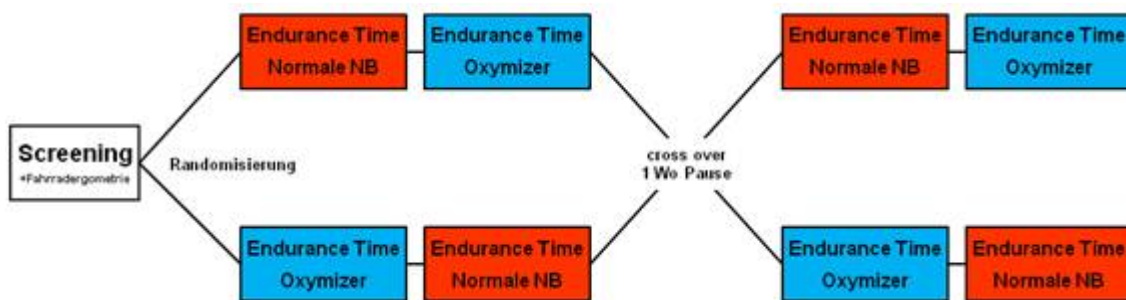 Endurance Time
Normale NB
Endurance Time
Oxymizer
Endurance Time
Normale NB
Endurance Time
Oxymizer
Screening
+Fahrradergometrie
Randomisierung
cross over
1 Wo Pause
Endurance Time
Oxymizer
Endurance Time
Normale NB
Endurance Time
Oxymizer
Endurance Time
Normale NB